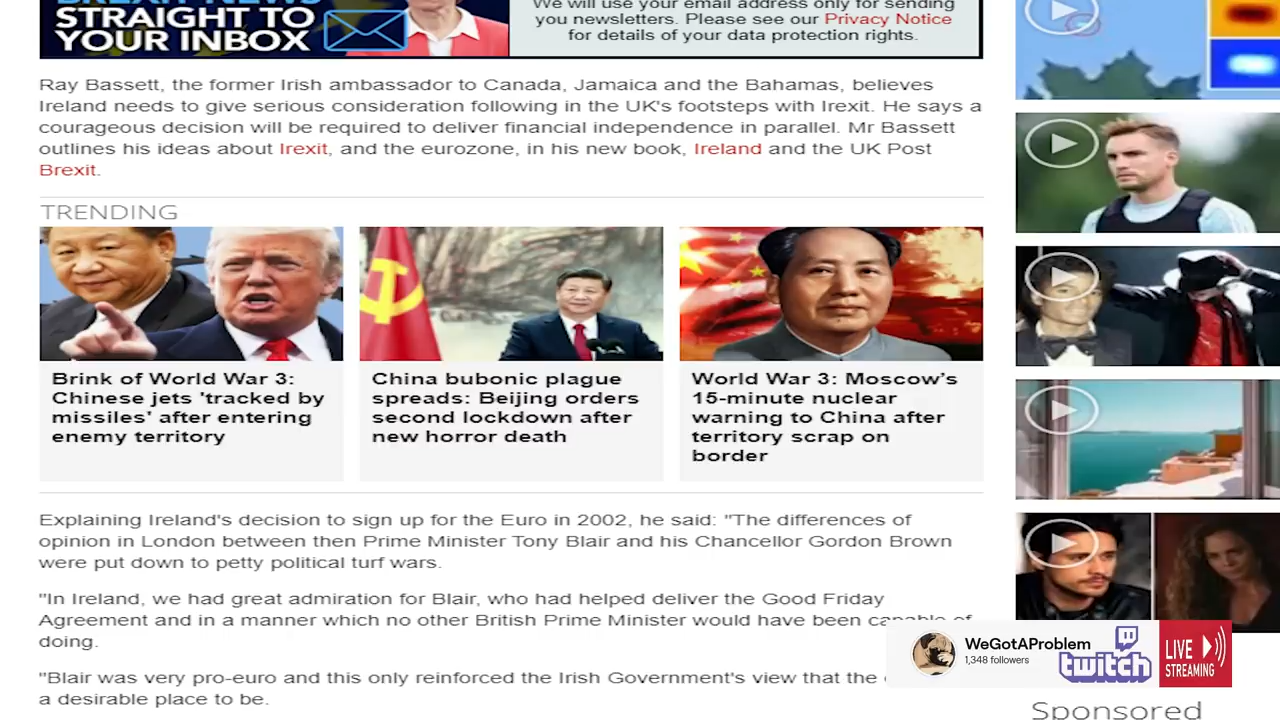 STRAIGHT TO
YOUR INBOX
We will use your email address only for sending
you newsletters. Please see our Privacy Notice
for details of your data protection rights.
Ray Bassett, the former Irish ambassador to Canada, Jamaica and the Bahamas, believes
Ireland needs to give serious consideration following in the UK's footsteps with Irexit. He says a
courageous decision will be required to deliver financial independence in parallel. Mr Bassett
outlines his ideas about Irexit, and the eurozone, in his new book, Ireland and the UK Post
Brexit.
TRENDING
Brink of World War 3:
Chinese jets 'tracked by
missiles' after entering
enemy territory
China bubonic plague
spreads: Beijing orders
second lockdown after
new horror death
World War 3: Moscow's
15-minute nuclear
warning to China after
territory scrap on
border
Explaining Ireland's decision to sign up for the Euro in 2002, he said: "The differences of
opinion in London between then Prime Minister Tony Blair and his Chancellor Gordon Brown
were put down to petty political turf wars.
"In Ireland, we had great admiration for Blair, who had helped deliver the Good Friday
Agreement and in a manner which no other British Prime Minister would have been capable of
doing.
"Blair was very pro-euro and this only reinforced the Irish Government's view that the
a desirable place to be.
WeGotAProblem
1,348 followers
twitch
LIVE
STREAMING
Sponsored